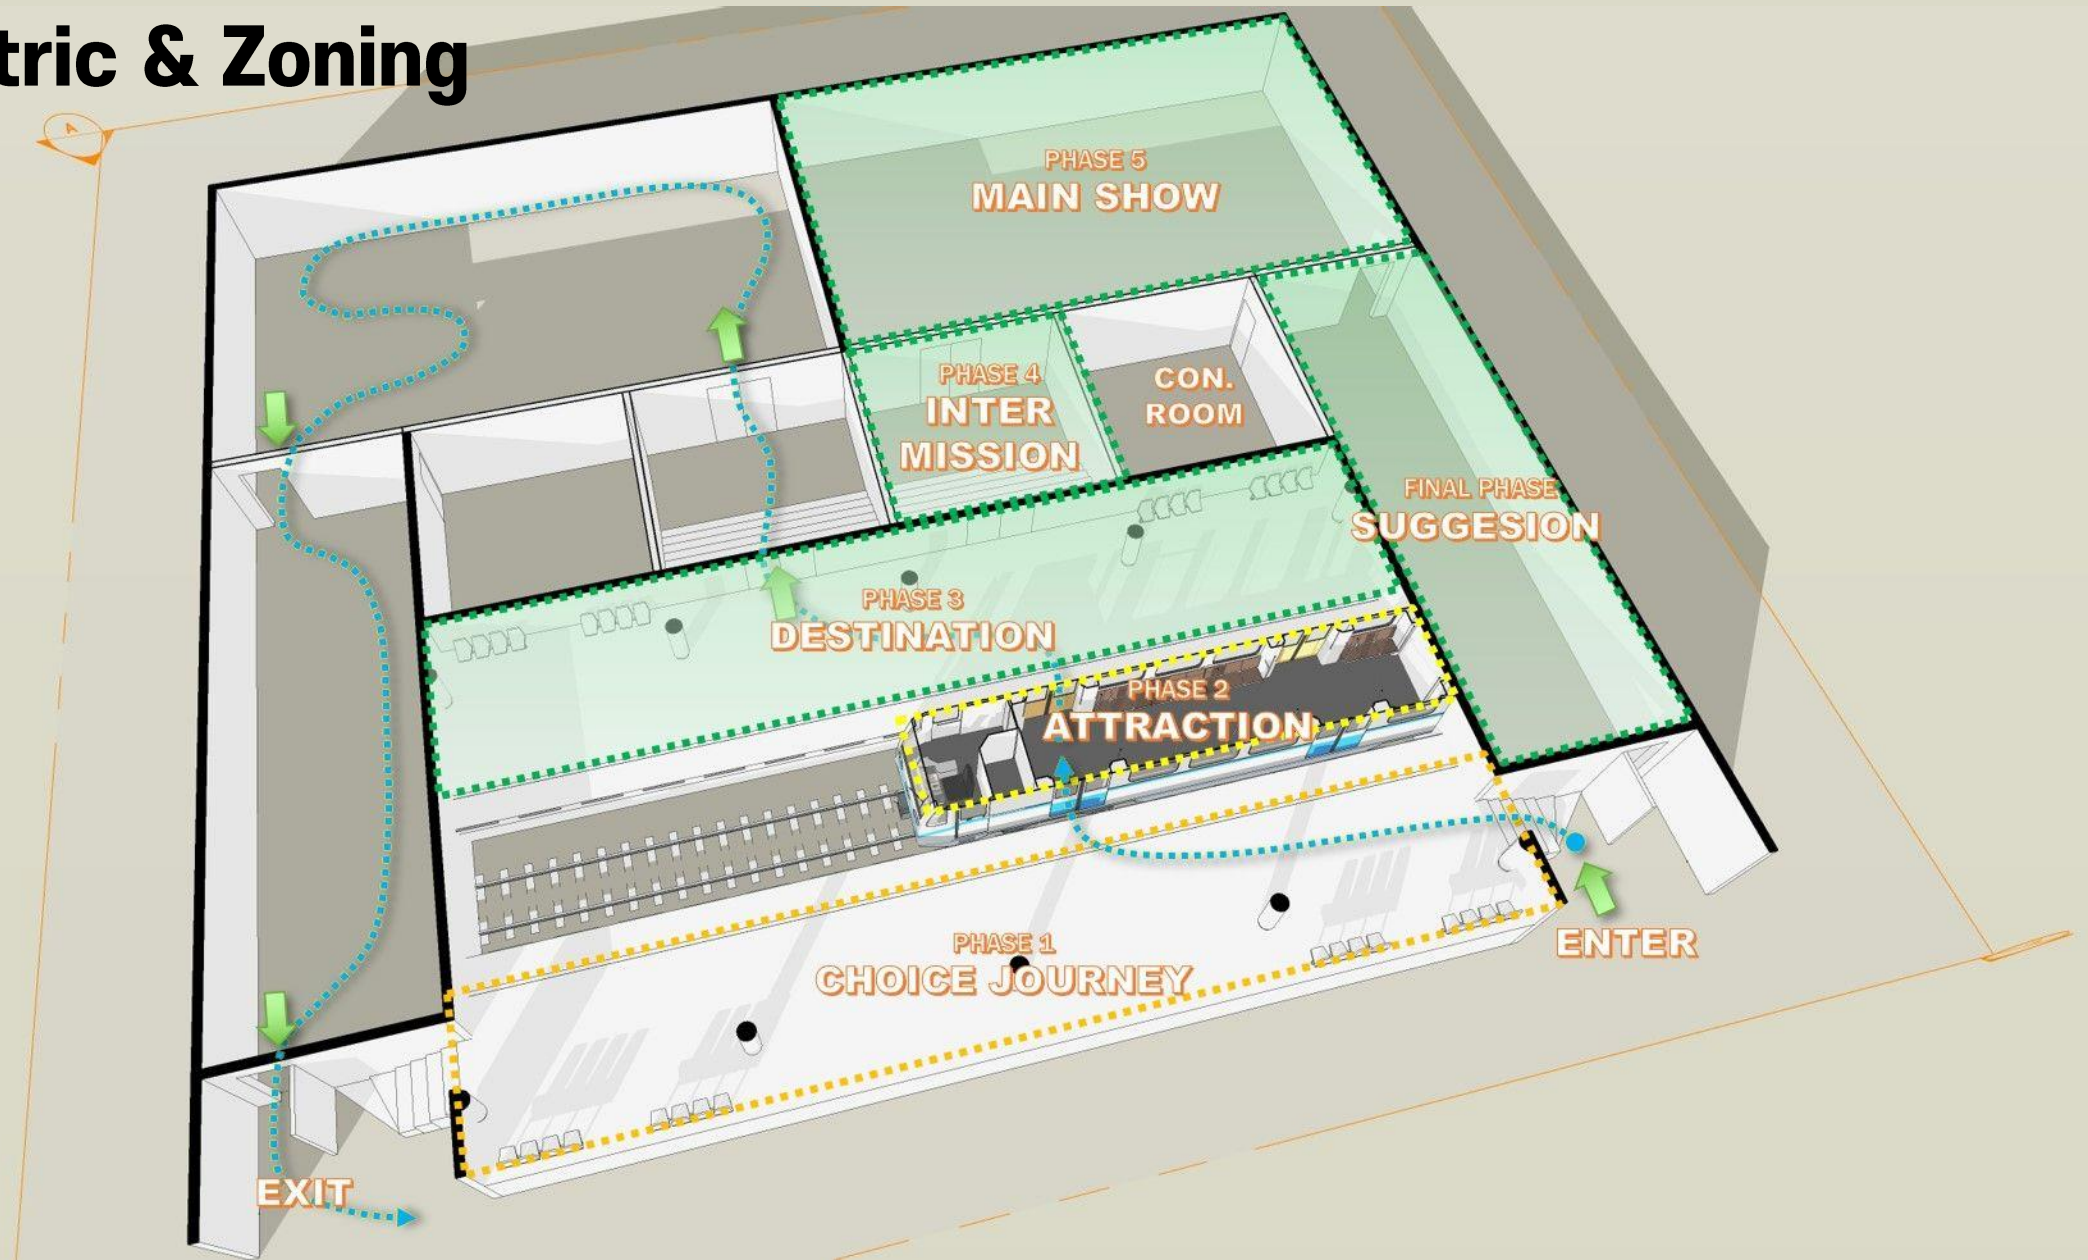 tric & Zoning
A
PHASE 5
MAIN SHOW
PHASE 4
INTER
MISSION
CON.
ROOM
FINAL PHASE
SUGGESION
PHASE 3
DESTINATION
PHASE 2
ATTRACTION
PHASE 1
CHOICE JOURNEY
ENTER
EXIT